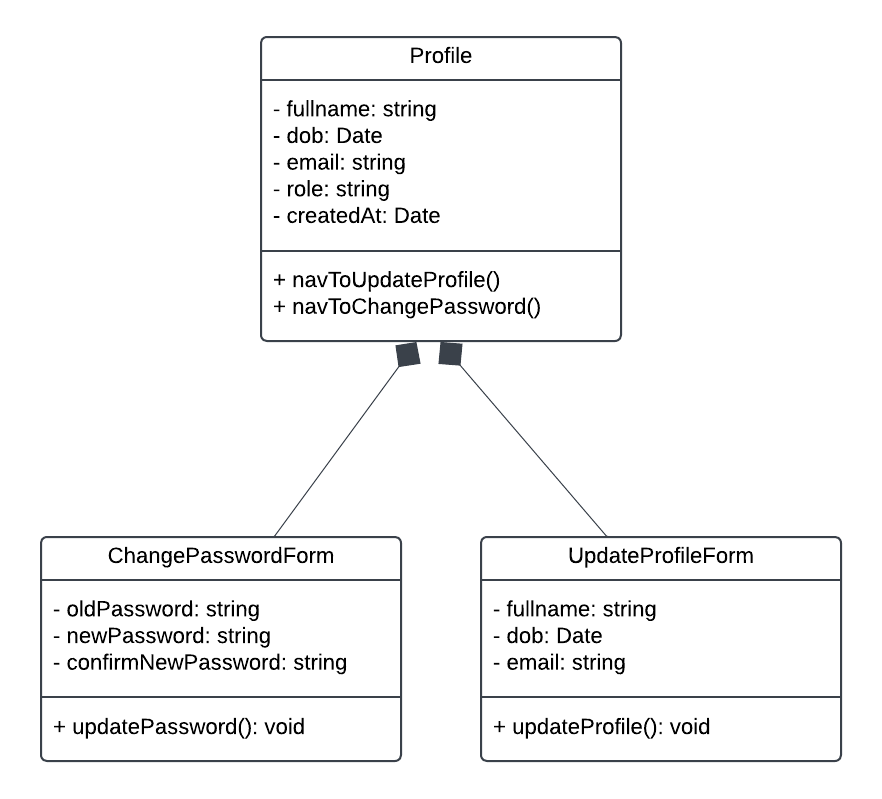 Profile
- fullname: string
- dob: Date
- email: string
- role: string
- createdAt: Date
+ navToUpdateProfile()
+ navToChangePassword()
ChangePasswordForm
- oldPassword: string
- newPassword: string
- confirmNewPassword: string
+ updatePassword(): void
UpdateProfileForm
- fullname: string
- dob: Date
- email: string
+ updateProfile(): void